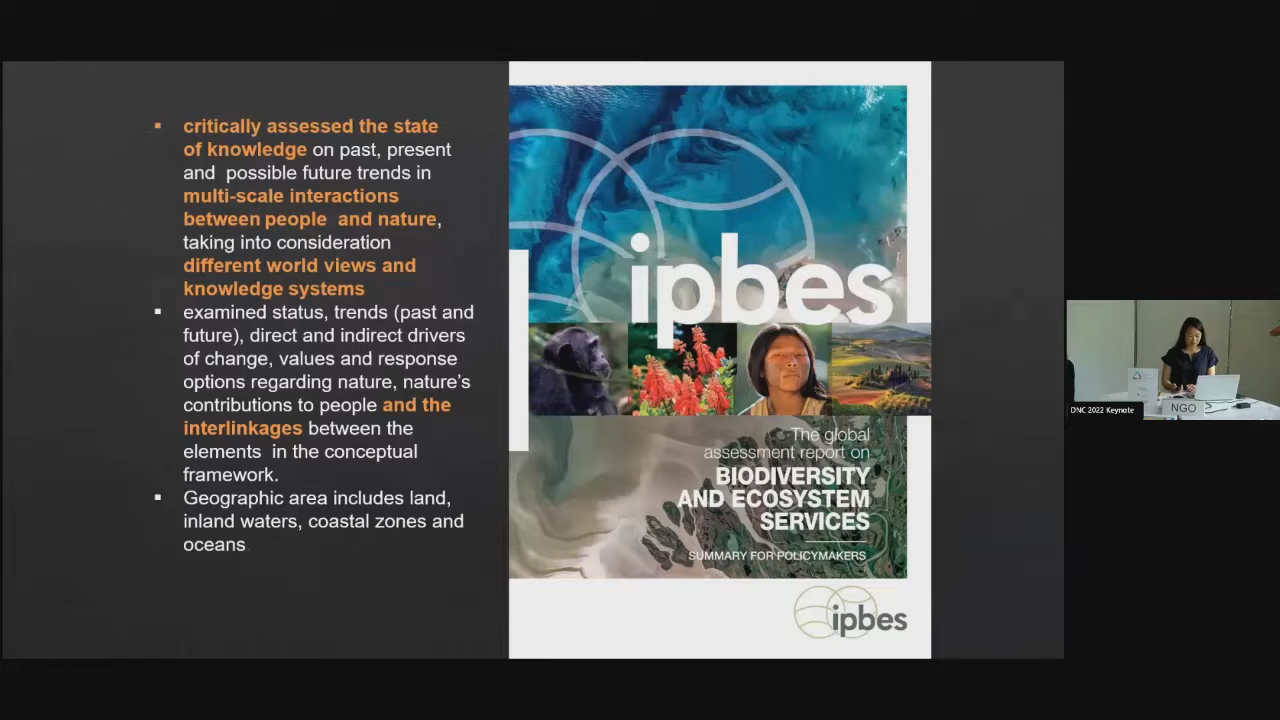 critically assessed the state
of knowledge on past, present
and possible future trends in
multi-scale interactions
between people and nature,
taking into consideration
different world views and
knowledge systems
examined status, trends (past and
future), direct and indirect drivers
of change, values and response
options regarding nature, nature's
contributions to people and the
interlinkages between the
elements in the conceptual
framework.
Geographic area includes land,
inland waters, coastal zones and
oceans
ipbes
The global
assessment report on
BIODIVERSITY
AND ECOSYSTEM
SERVICES
SUMMARY FOR POLICYMAKERS
ipbes
NGO
DNC 2022 Keynote